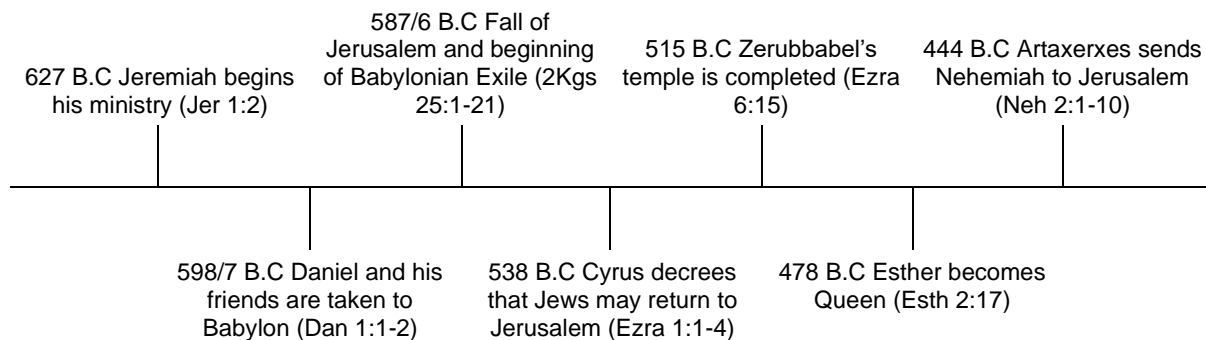 627 B.C Jeremiah begins
his ministry (Jer 1:2)
587/6 B.C Fall of
Jerusalem and beginning
of Babylonian Exile (2Kgs
25:1-21)
515 B.C Zerubbabel's
temple is completed (Ezra
6:15)
444 B.C Artaxerxes sends
Nehemiah to Jerusalem
(Neh 2:1-10)
598/7 B.C Daniel and his
friends are taken to
Babylon (Dan 1:1-2)
538 B.C Cyrus decrees
that Jews may return to
Jerusalem (Ezra 1:1-4)
478 B.C Esther becomes
Queen (Esth 2:17)